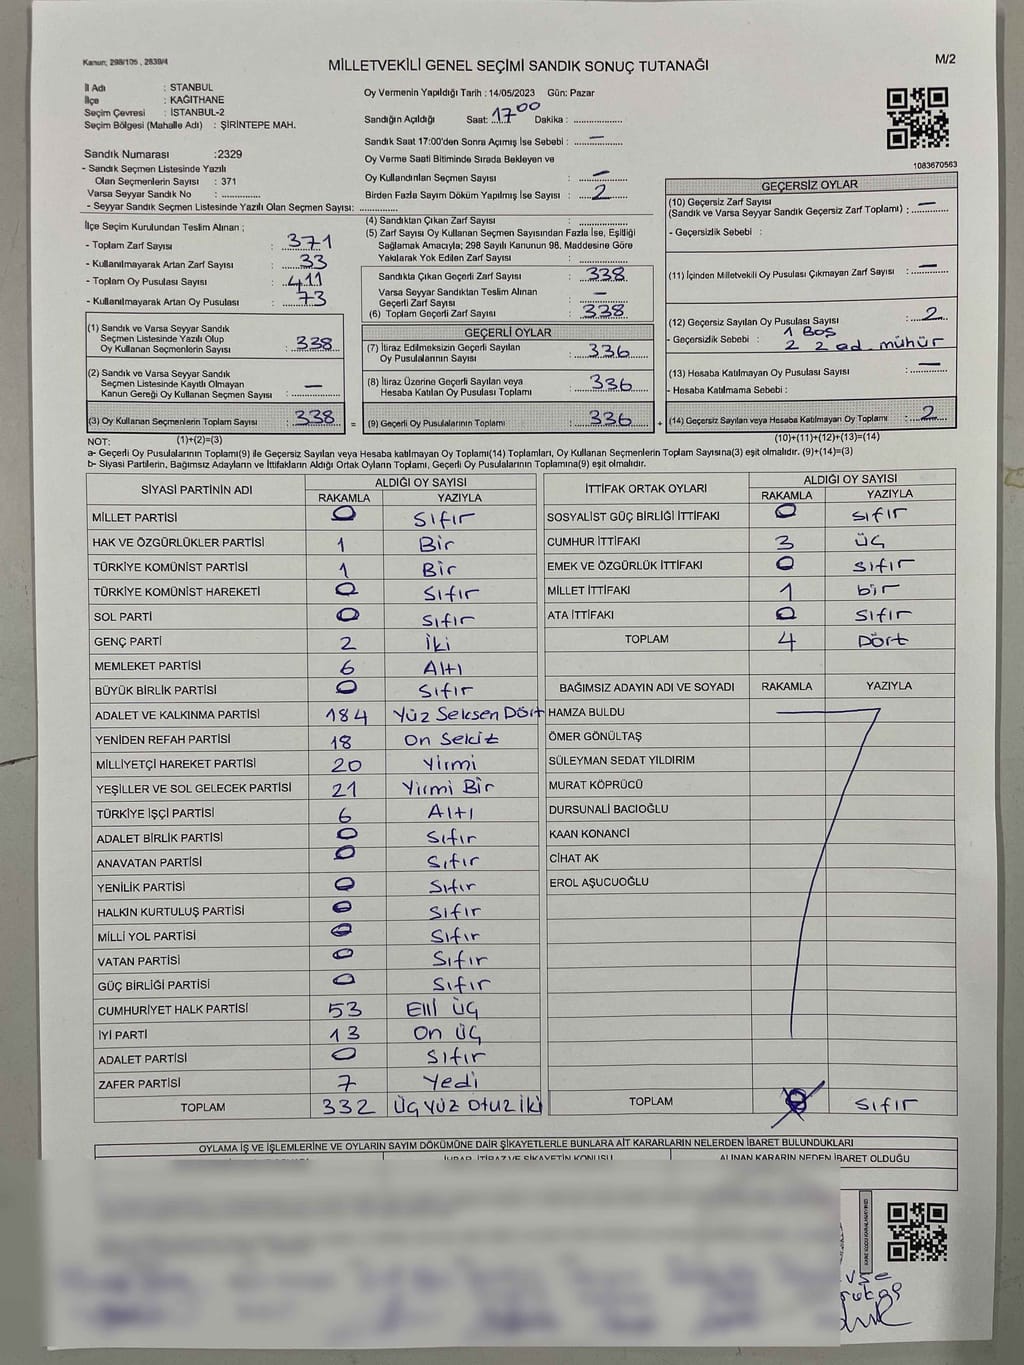 Kanun; 298/105 , 2839/4
MİLLETVEKİLİ GENEL SEÇİMİ SANDIK SONUÇ TUTANAĞI
M/2
İl Adı : STANBUL
İlçe : KAĞITHANE
Seçim Çevresi : İSTANBUL-2
Seçim Bölgesi (Mahalle Adı) : ŞİRİNTEPE MAH.
Sandık Numarası :2329
- Sandık Seçmen Listesinde Yazılı
Olan Seçmenlerin Sayısı : 371
Varsa Seyyar Sandık No : ..................
- Seyyar Sandık Seçmen Listesinde Yazılı Olan Seçmen Sayısı: ..................
İlçe Seçim Kurulundan Teslim Alınan ;
- Toplam Zarf Sayısı : 371
- Kullanılmayarak Artan Zarf Sayısı : 33
- Toplam Oy Pusulası Sayısı : 411
- Kullanılmayarak Artan Oy Pusulası : 73
(1) Sandık ve Varsa Seyyar Sandık
Seçmen Listesinde Yazılı Olup
Oy Kullanan Seçmenlerin Sayısı : 338
(2) Sandık ve Varsa Seyyar Sandık
Seçmen Listesinde Kayıtlı Olmayan
Kanun Gereği Oy Kullanan Seçmen Sayısı : —
(3) Oy Kullanan Seçmenlerin Toplam Sayısı : 338 =
Oy Vermenin Yapıldığı Tarih : 14/05/2023 Gün: Pazar
Sandığın Açıldığı Saat: 17 00 Dakika : ..................
Sandık Saat 17:00'den Sonra Açımış İse Sebebi : —
Oy Verme Saati Bitiminde Sırada Bekleyen ve
Oy Kullandırılan Seçmen Sayısı : —
Birden Fazla Sayım Döküm Yapılmış İse Sayısı : 2
(4) Sandıktan Çıkan Zarf Sayısı : ..................
(5) Zarf Sayısı Oy Kullanan Seçmen Sayısından Fazla İse, Eşitliği
Sağlamak Amacıyla; 298 Sayılı Kanunun 98. Maddesine Göre
Yakılarak Yok Edilen Zarf Sayısı : ..................
Sandıkta Çıkan Geçerli Zarf Sayısı : 338
Varsa Seyyar Sandıktan Teslim Alınan
Geçerli Zarf Sayısı : —
(6) Toplam Geçerli Zarf Sayısı : 338
GEÇERLİ OYLAR
(7) İtiraz Edilmeksizin Geçerli Sayılan
Oy Pusulalarının Sayısı : 336
(8) İtiraz Üzerine Geçerli Sayılan veya
Hesaba Katılan Oy Pusulası Toplamı : 336
(9) Geçerli Oy Pusulalarının Toplamı : 336 +
1083670563
GEÇERSİZ OYLAR
(10) Geçersiz Zarf Sayısı
(Sandık ve Varsa Seyyar Sandık Geçersiz Zarf Toplamı) : —
- Geçersizlik Sebebi :
(11) İçinden Milletvekili Oy Pusulası Çıkmayan Zarf Sayısı : —
(12) Geçersiz Sayılan Oy Pusulası Sayısı : 2
- Geçersizlik Sebebi : 1 Boş
2 2 ad. mühür
(13) Hesaba Katılmayan Oy Pusulası Sayısı : —
- Hesaba Katılmama Sebebi :
(14) Geçersiz Sayılan veya Hesaba Katılmayan Oy Toplamı : 2
NOT: (1)+(2)=(3) (10)+(11)+(12)+(13)=(14)
a- Geçerli Oy Pusulalarının Toplamı(9) ile Geçersiz Sayılan veya hesaba katılmayan Oy Toplamı(14) Toplamları, Oy Kullanan Seçmenlerin Toplam Sayısına(3) eşit olmalıdır. (9)+(14)=(3)
b- Siyasi Partilerin, Bağımsız Adayların ve İttifakların Aldığı Ortak Oyların Toplamı, Geçerli Oy Pusulalarının Toplamına(9) eşit olmalıdır.
SİYASİ PARTİNİN ADI ALDIĞI OY SAYISI
RAKAMLA YAZIYLA
MİLLET PARTİSİ 0 Sıfır
HAK VE ÖZGÜRLÜKLER PARTİSİ 1 Bir
TÜRKİYE KOMÜNİST PARTİSİ 1 Bir
TÜRKİYE KOMÜNİST HAREKETİ 0 Sıfır
SOL PARTİ 0 Sıfır
GENÇ PARTİ 2 İki
MEMLEKET PARTİSİ 6 Altı
BÜYÜK BİRLİK PARTİSİ 0 Sıfır
ADALET VE KALKINMA PARTİSİ 184 Yüz Seksen Dört
YENİDEN REFAH PARTİSİ 18 On Sekiz
MİLLİYETÇİ HAREKET PARTİSİ 20 Yirmi
YEŞİLLER VE SOL GELECEK PARTİSİ 21 Yirmi Bir
TÜRKİYE İŞÇİ PARTİSİ 6 Altı
ADALET BİRLİK PARTİSİ 0 Sıfır
ANAVATAN PARTİSİ 0 Sıfır
YENİLİK PARTİSİ 0 Sıfır
HALKIN KURTULUŞ PARTİSİ 0 Sıfır
MİLLİ YOL PARTİSİ 0 Sıfır
VATAN PARTİSİ 0 Sıfır
GÜÇ BİRLİĞİ PARTİSİ 0 Sıfır
CUMHURİYET HALK PARTİSİ 53 Elli Üç
İYİ PARTİ 13 On Üç
ADALET PARTİSİ 0 Sıfır
ZAFER PARTİSİ 7 Yedi
TOPLAM 332 Üç Yüz Otuz iki
İTTİFAK ORTAK OYLARI ALDIĞI OY SAYISI
RAKAMLA YAZIYLA
SOSYALİST GÜÇ BİRLİĞİ İTTİFAKI 0 Sıfır
CUMHUR İTTİFAKI 3 Üç
EMEK VE ÖZGÜRLÜK İTTİFAKI 0 Sıfır
MİLLET İTTİFAKI 1 bir
ATA İTTİFAKI 0 Sıfır
TOPLAM 4 Dört
BAĞIMSIZ ADAYIN ADI VE SOYADI RAKAMLA YAZIYLA
HAMZA BULDU
ÖMER GÖNÜLTAŞ
SÜLEYMAN SEDAT YILDIRIM
MURAT KÖPRÜCÜ
DURSUNALİ BACIOĞLU
KAAN KONANCİ
CİHAT AK
EROL AŞUCUOĞLU
TOPLAM Sıfır
OYLAMA İŞ VE İŞLEMLERİNE VE OYLARIN SAYIM DÖKÜMÜNE DAİR ŞİKAYETLERLE BUNLARA AİT KARARLARIN NELERDEN İBARET BULUNDUKLARI
İHBAR, İTİRAZ VE ŞİKAYETİN KONUSU ALINAN KARARIN NEDEN İBARET OLDUĞU